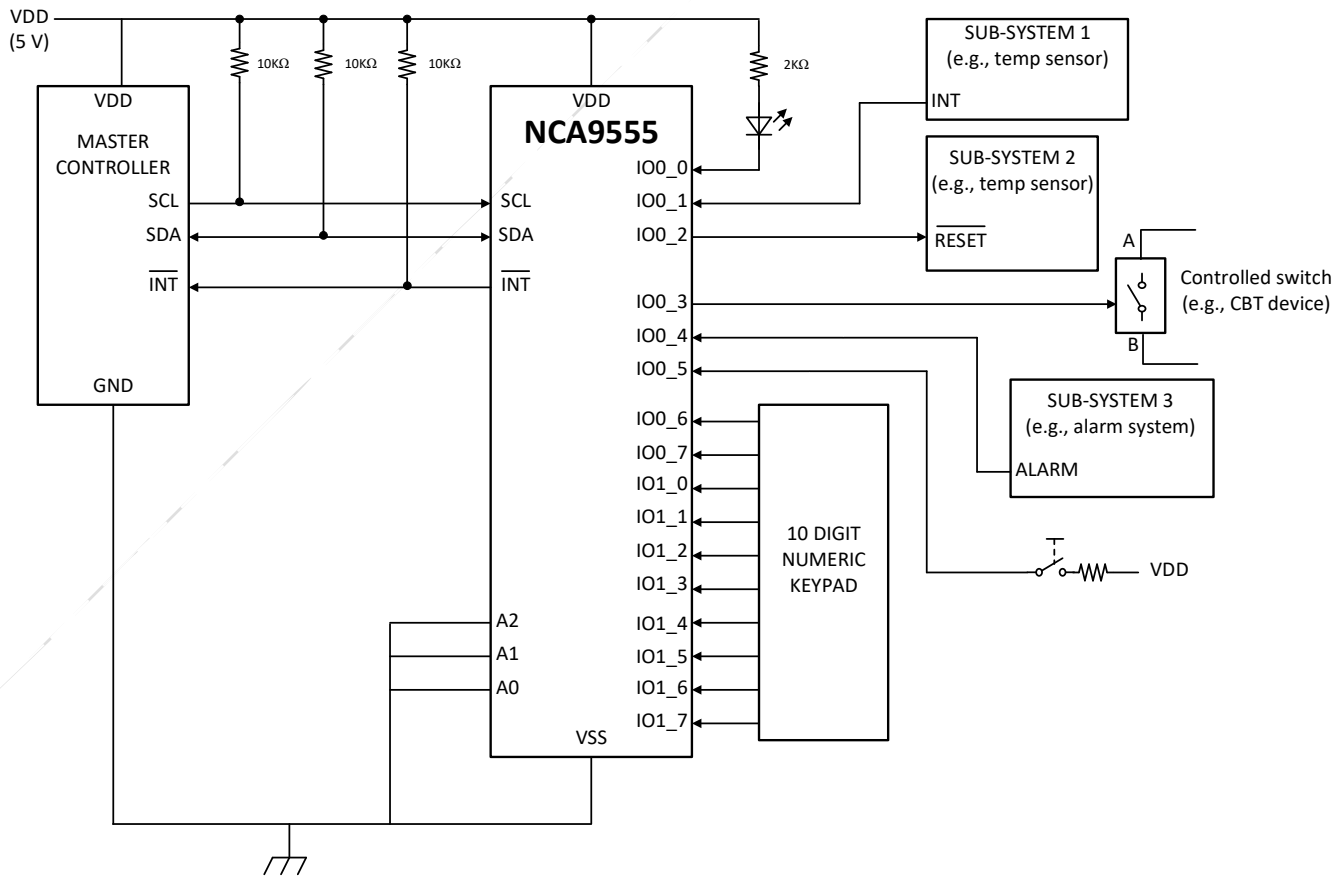 VDD
(5 V)
10KΩ
10KΩ
10KΩ
2KΩ
VDD
MASTER
CONTROLLER
SCL
SDA
INT
GND
VDD
NCA9555
SCL
SDA
INT
A2
A1
A0
VSS
IO0_0
IO0_1
IO0_2
IO0_3
IO0_4
IO0_5
IO0_6
IO0_7
IO1_0
IO1_1
IO1_2
IO1_3
IO1_4
IO1_5
IO1_6
IO1_7
10 DIGIT
NUMERIC
KEYPAD
SUB-SYSTEM 1
(e.g., temp sensor)
INT
SUB-SYSTEM 2
(e.g., temp sensor)
RESET
A
B
Controlled switch
(e.g., CBT device)
SUB-SYSTEM 3
(e.g., alarm system)
ALARM
VDD